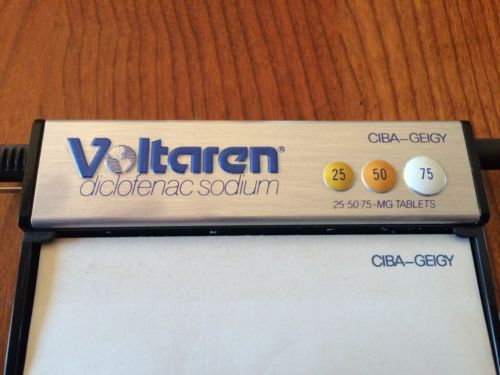 Voltaren®
diclofenac sodium
CIBA–GEIGY
25 50 75
25·50·75–MG TABLETS
CIBA–GEIGY